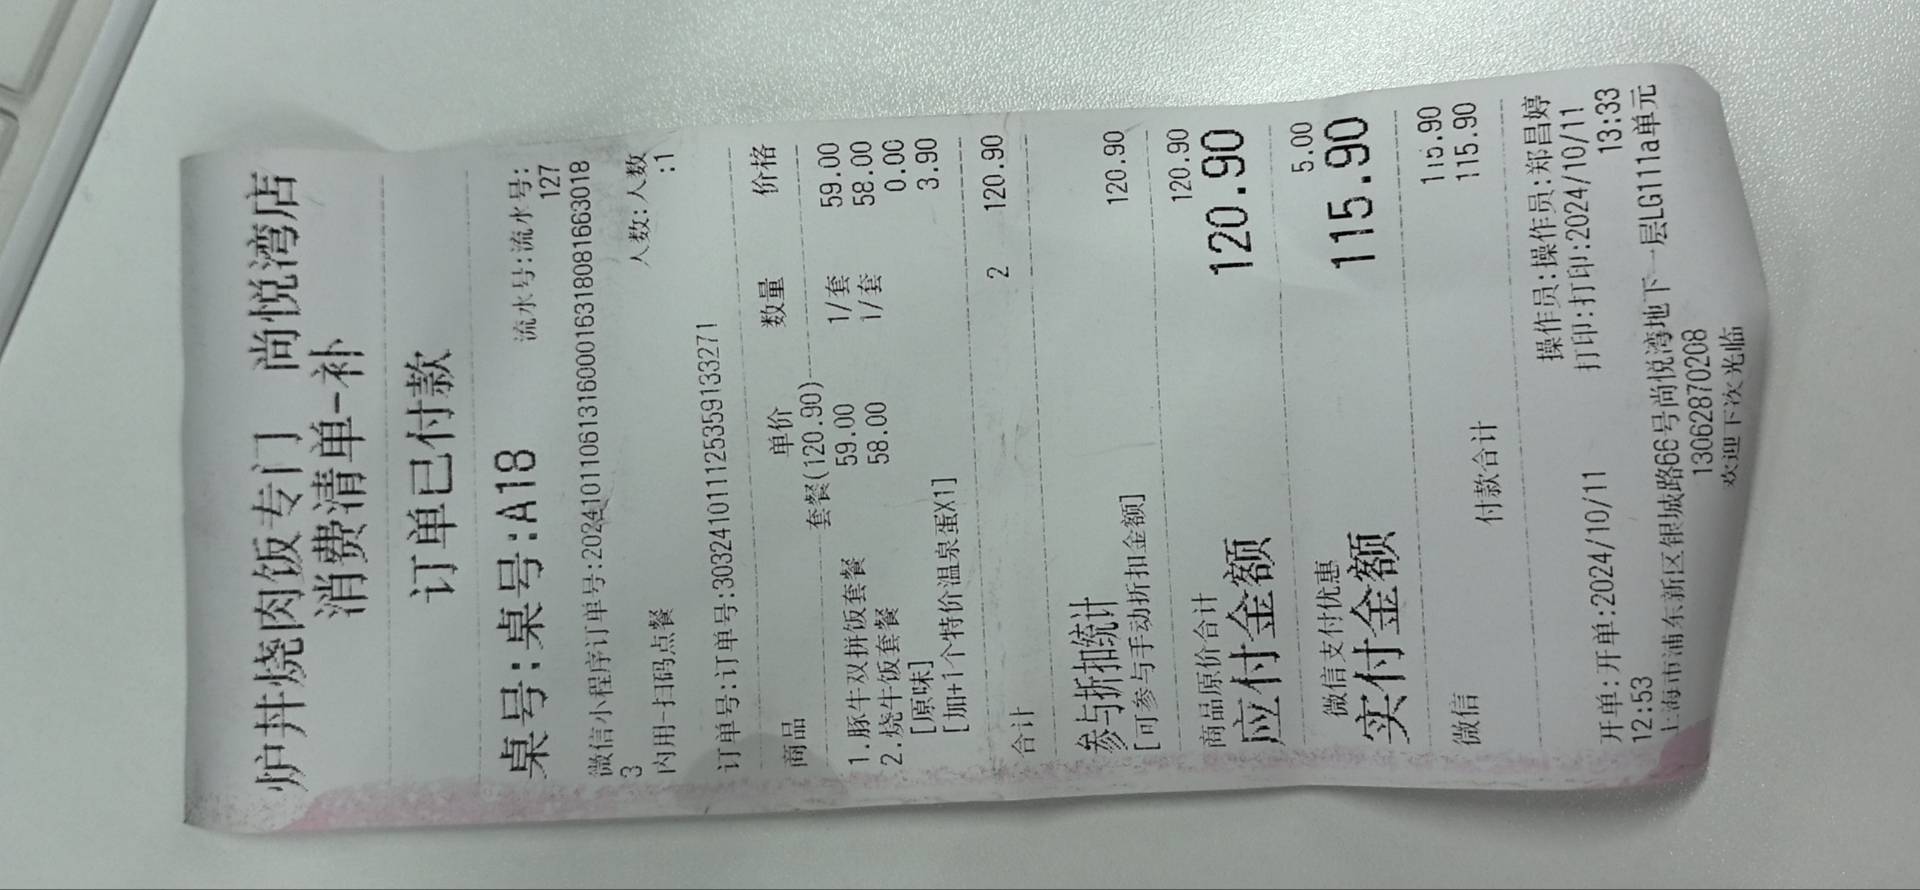 炉丼烧肉饭专门 尚悦湾店
消费清单-补
订单已付款
桌号:桌号:A18 流水号:流水号:
127
微信小程序订单号:20241011061316000163180816630183
内用-扫码点餐 人数:人数:1
订单号:订单号:303241011125359133271
商品 单价 数量 价格
套餐(120.90)
1.豚牛双拼饭套餐 59.00 1/套 59.00
2.烧牛饭套餐 58.00 1/套 58.00
[原味] 0.00
[加+1个特价温泉蛋X1] 3.90
合计 2 120.90
参与折扣统计
[可参与手动折扣金额] 120.90
商品原价合计 120.90
应付金额 120.90
微信支付优惠 5.00
实付金额 115.90
微信 115.90
付款合计 115.90
操作员:操作员:郑昌婷
开单:开单:2024/10/11 打印:打印:2024/10/11
12:53 13:33
上海市浦东新区银城路66号尚悦湾地下一层LG111a单元
13062870208
欢迎下次光临